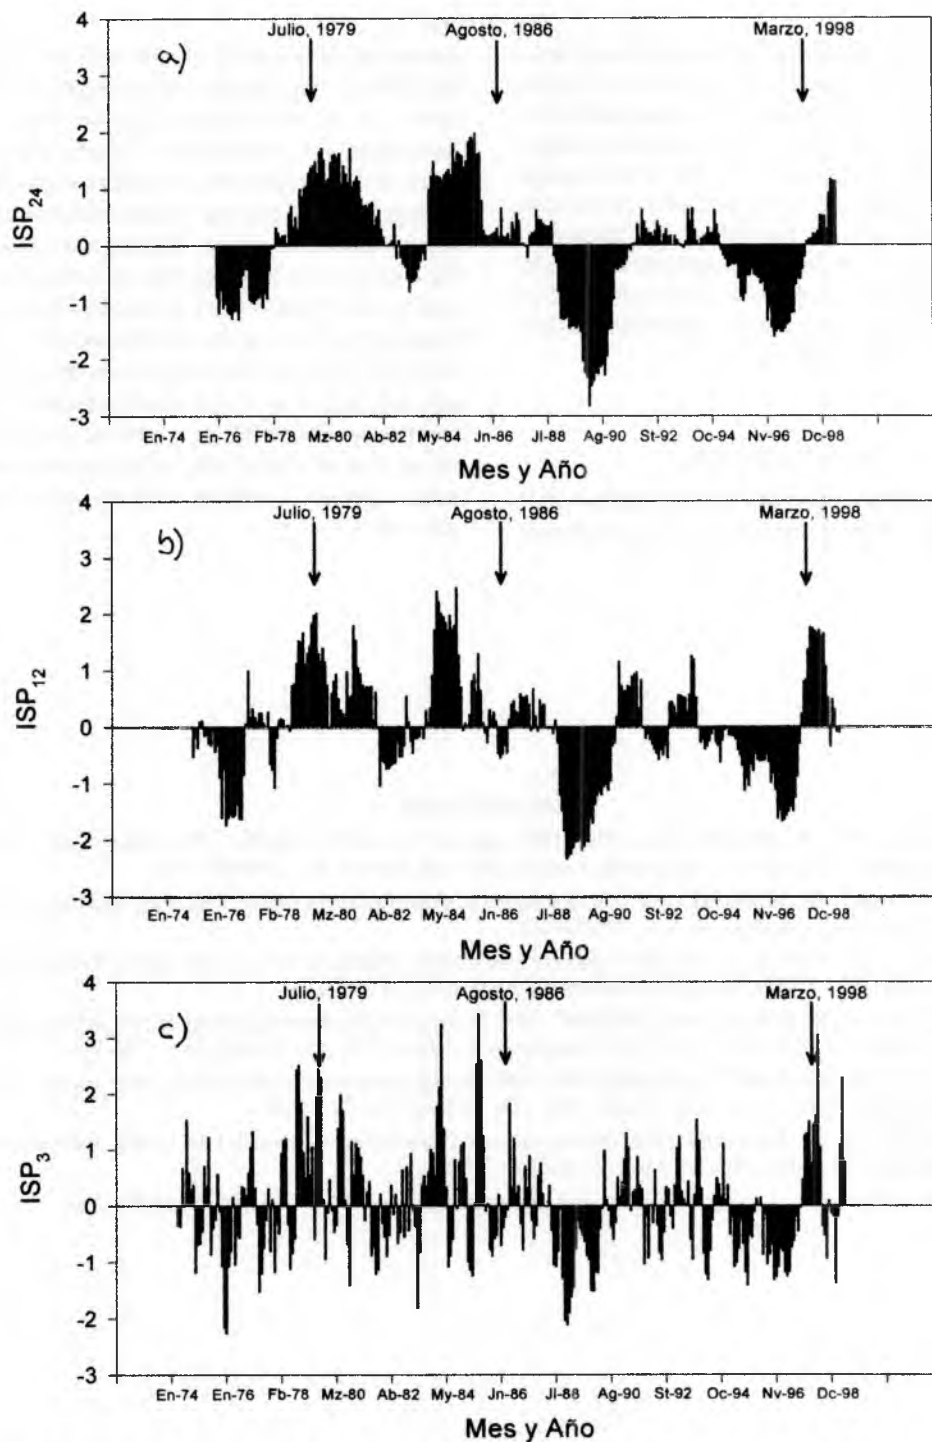 Julio, 1979 Agosto, 1986 Marzo, 1998
a)
4
3
2
1
0
-1
-2
-3
ISP24
En-74 En-76 Fb-78 Mz-80 Ab-82 My-84 Jn-86 Jl-88 Ag-90 St-92 Oc-94 Nv-96 Dc-98
Mes y Año
Julio, 1979 Agosto, 1986 Marzo, 1998
b)
4
3
2
1
0
-1
-2
-3
ISP12
En-74 En-76 Fb-78 Mz-80 Ab-82 My-84 Jn-86 Jl-88 Ag-90 St-92 Oc-94 Nv-96 Dc-98
Mes y Año
Julio, 1979 Agosto, 1986 Marzo, 1998
c)
4
3
2
1
0
-1
-2
-3
ISP3
En-74 En-76 Fb-78 Mz-80 Ab-82 My-84 Jn-86 Jl-88 Ag-90 St-92 Oc-94 Nv-96 Dc-98
Mes y Año